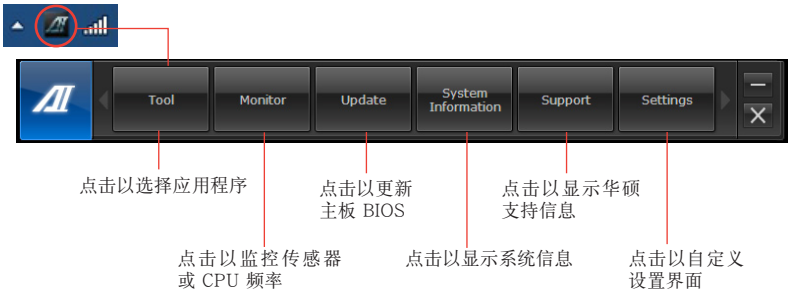 Tool
Monitor
Update
System
Information
Support
Settings
点击以选择应用程序
点击以更新
主板 BIOS
点击以显示华硕
支持信息
点击以监控传感器
或 CPU 频率
点击以显示系统信息
点击以自定义
设置界面